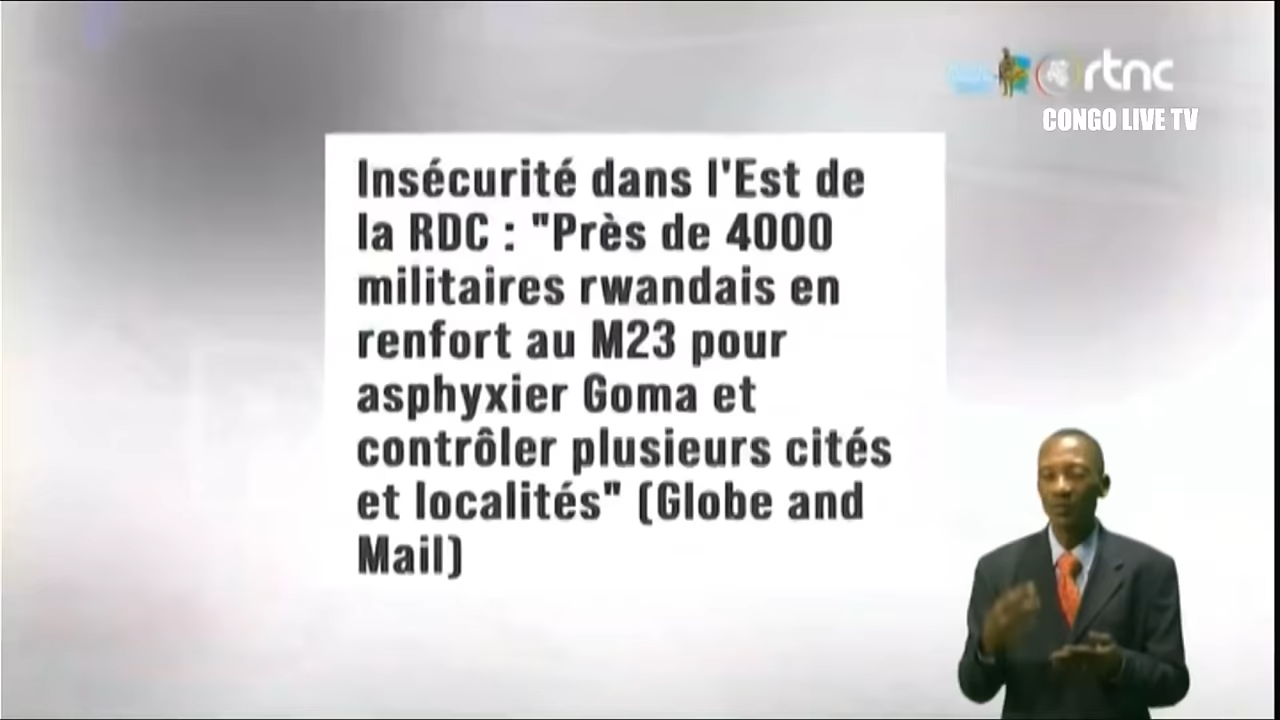 rtnc
CONGO LIVE TV
Insécurité dans l'Est de
la RDC : "Près de 4000
militaires rwandais en
renfort au M23 pour
asphyxier Goma et
contrôler plusieurs cités
et localités" (Globe and
Mail)